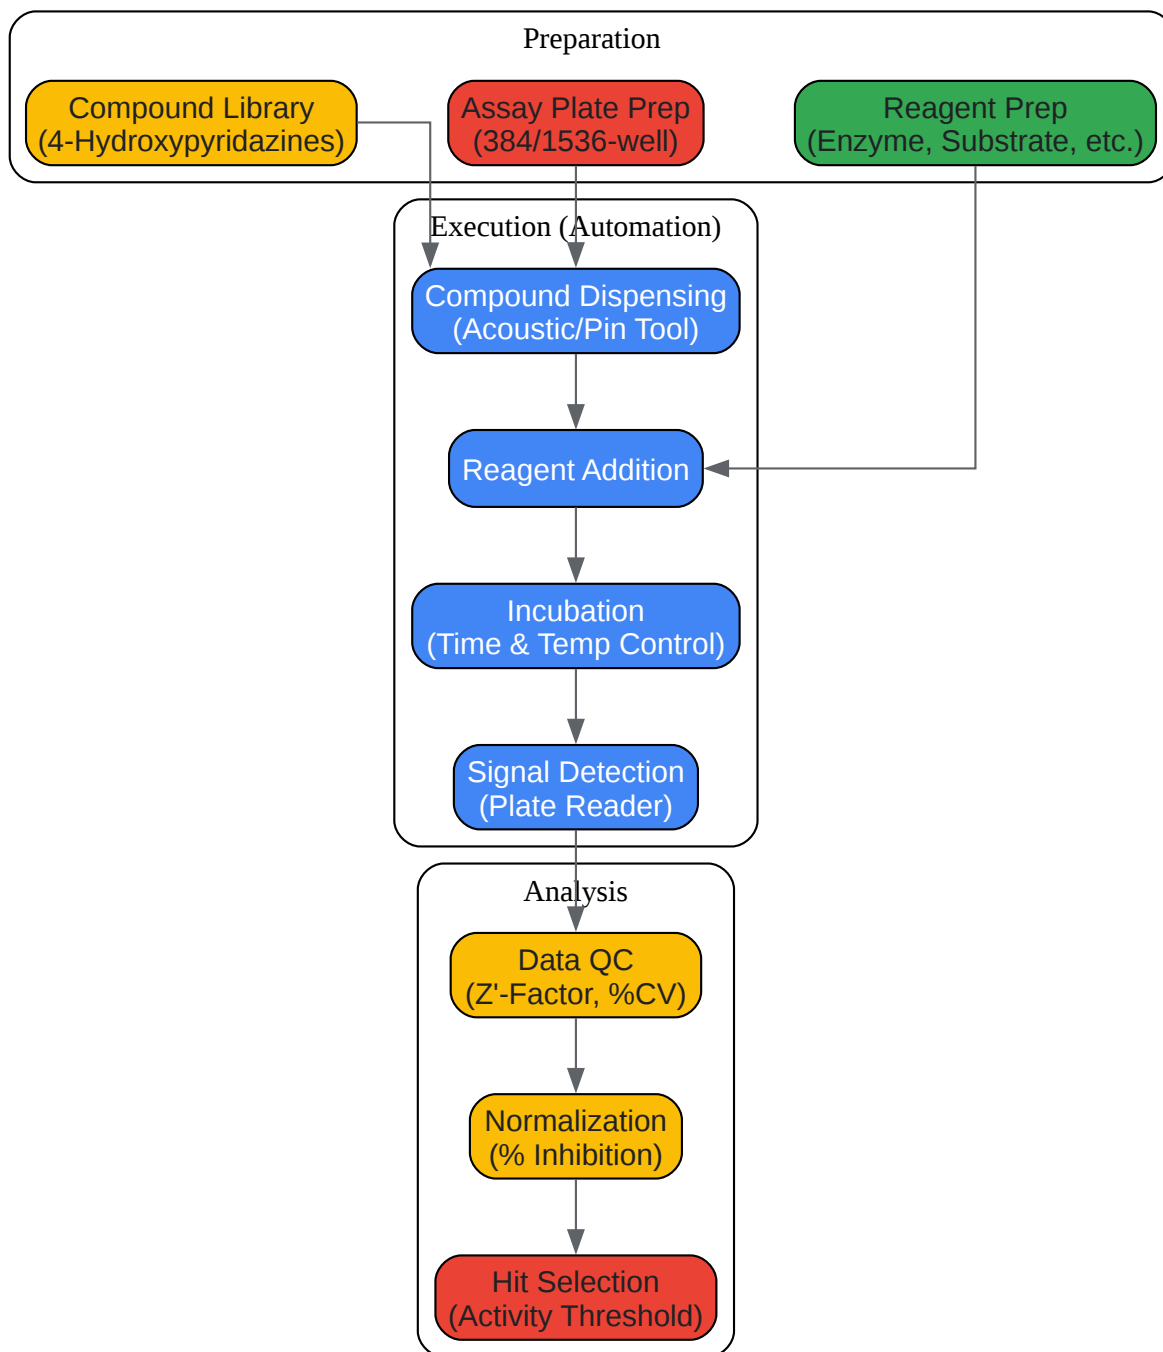 Preparation
Compound Library
(4-Hydroxypyridazines)
Assay Plate Prep
(384/1536-well)
Reagent Prep
(Enzyme, Substrate, etc.)
Execution (Automation)
Compound Dispensing
(Acoustic/Pin Tool)
Reagent Addition
Incubation
(Time & Temp Control)
Signal Detection
(Plate Reader)
Analysis
Data QC
(Z'-Factor, %CV)
Normalization
(% Inhibition)
Hit Selection
(Activity Threshold)